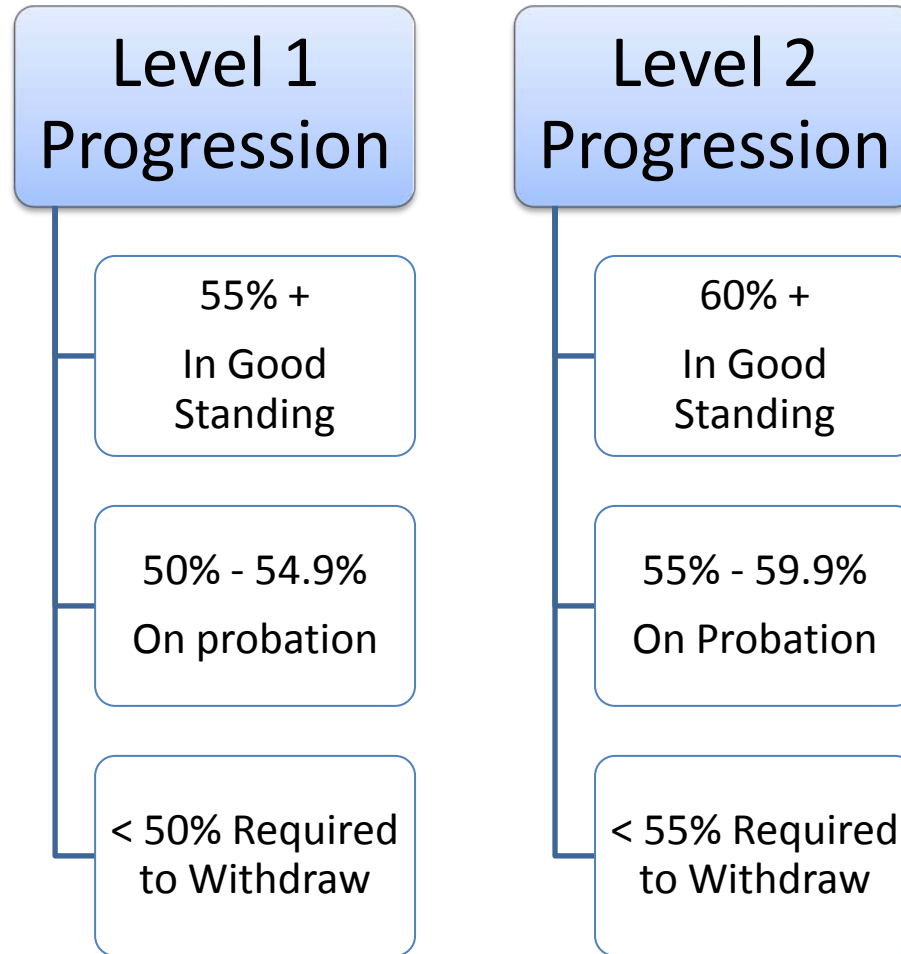 Level 1
Progression
55% +
In Good
Standing
50% - 54.9%
On probation
< 50% Required
to Withdraw
Level 2
Progression
60% +
In Good
Standing
55% - 59.9%
On Probation
< 55% Required
to Withdraw